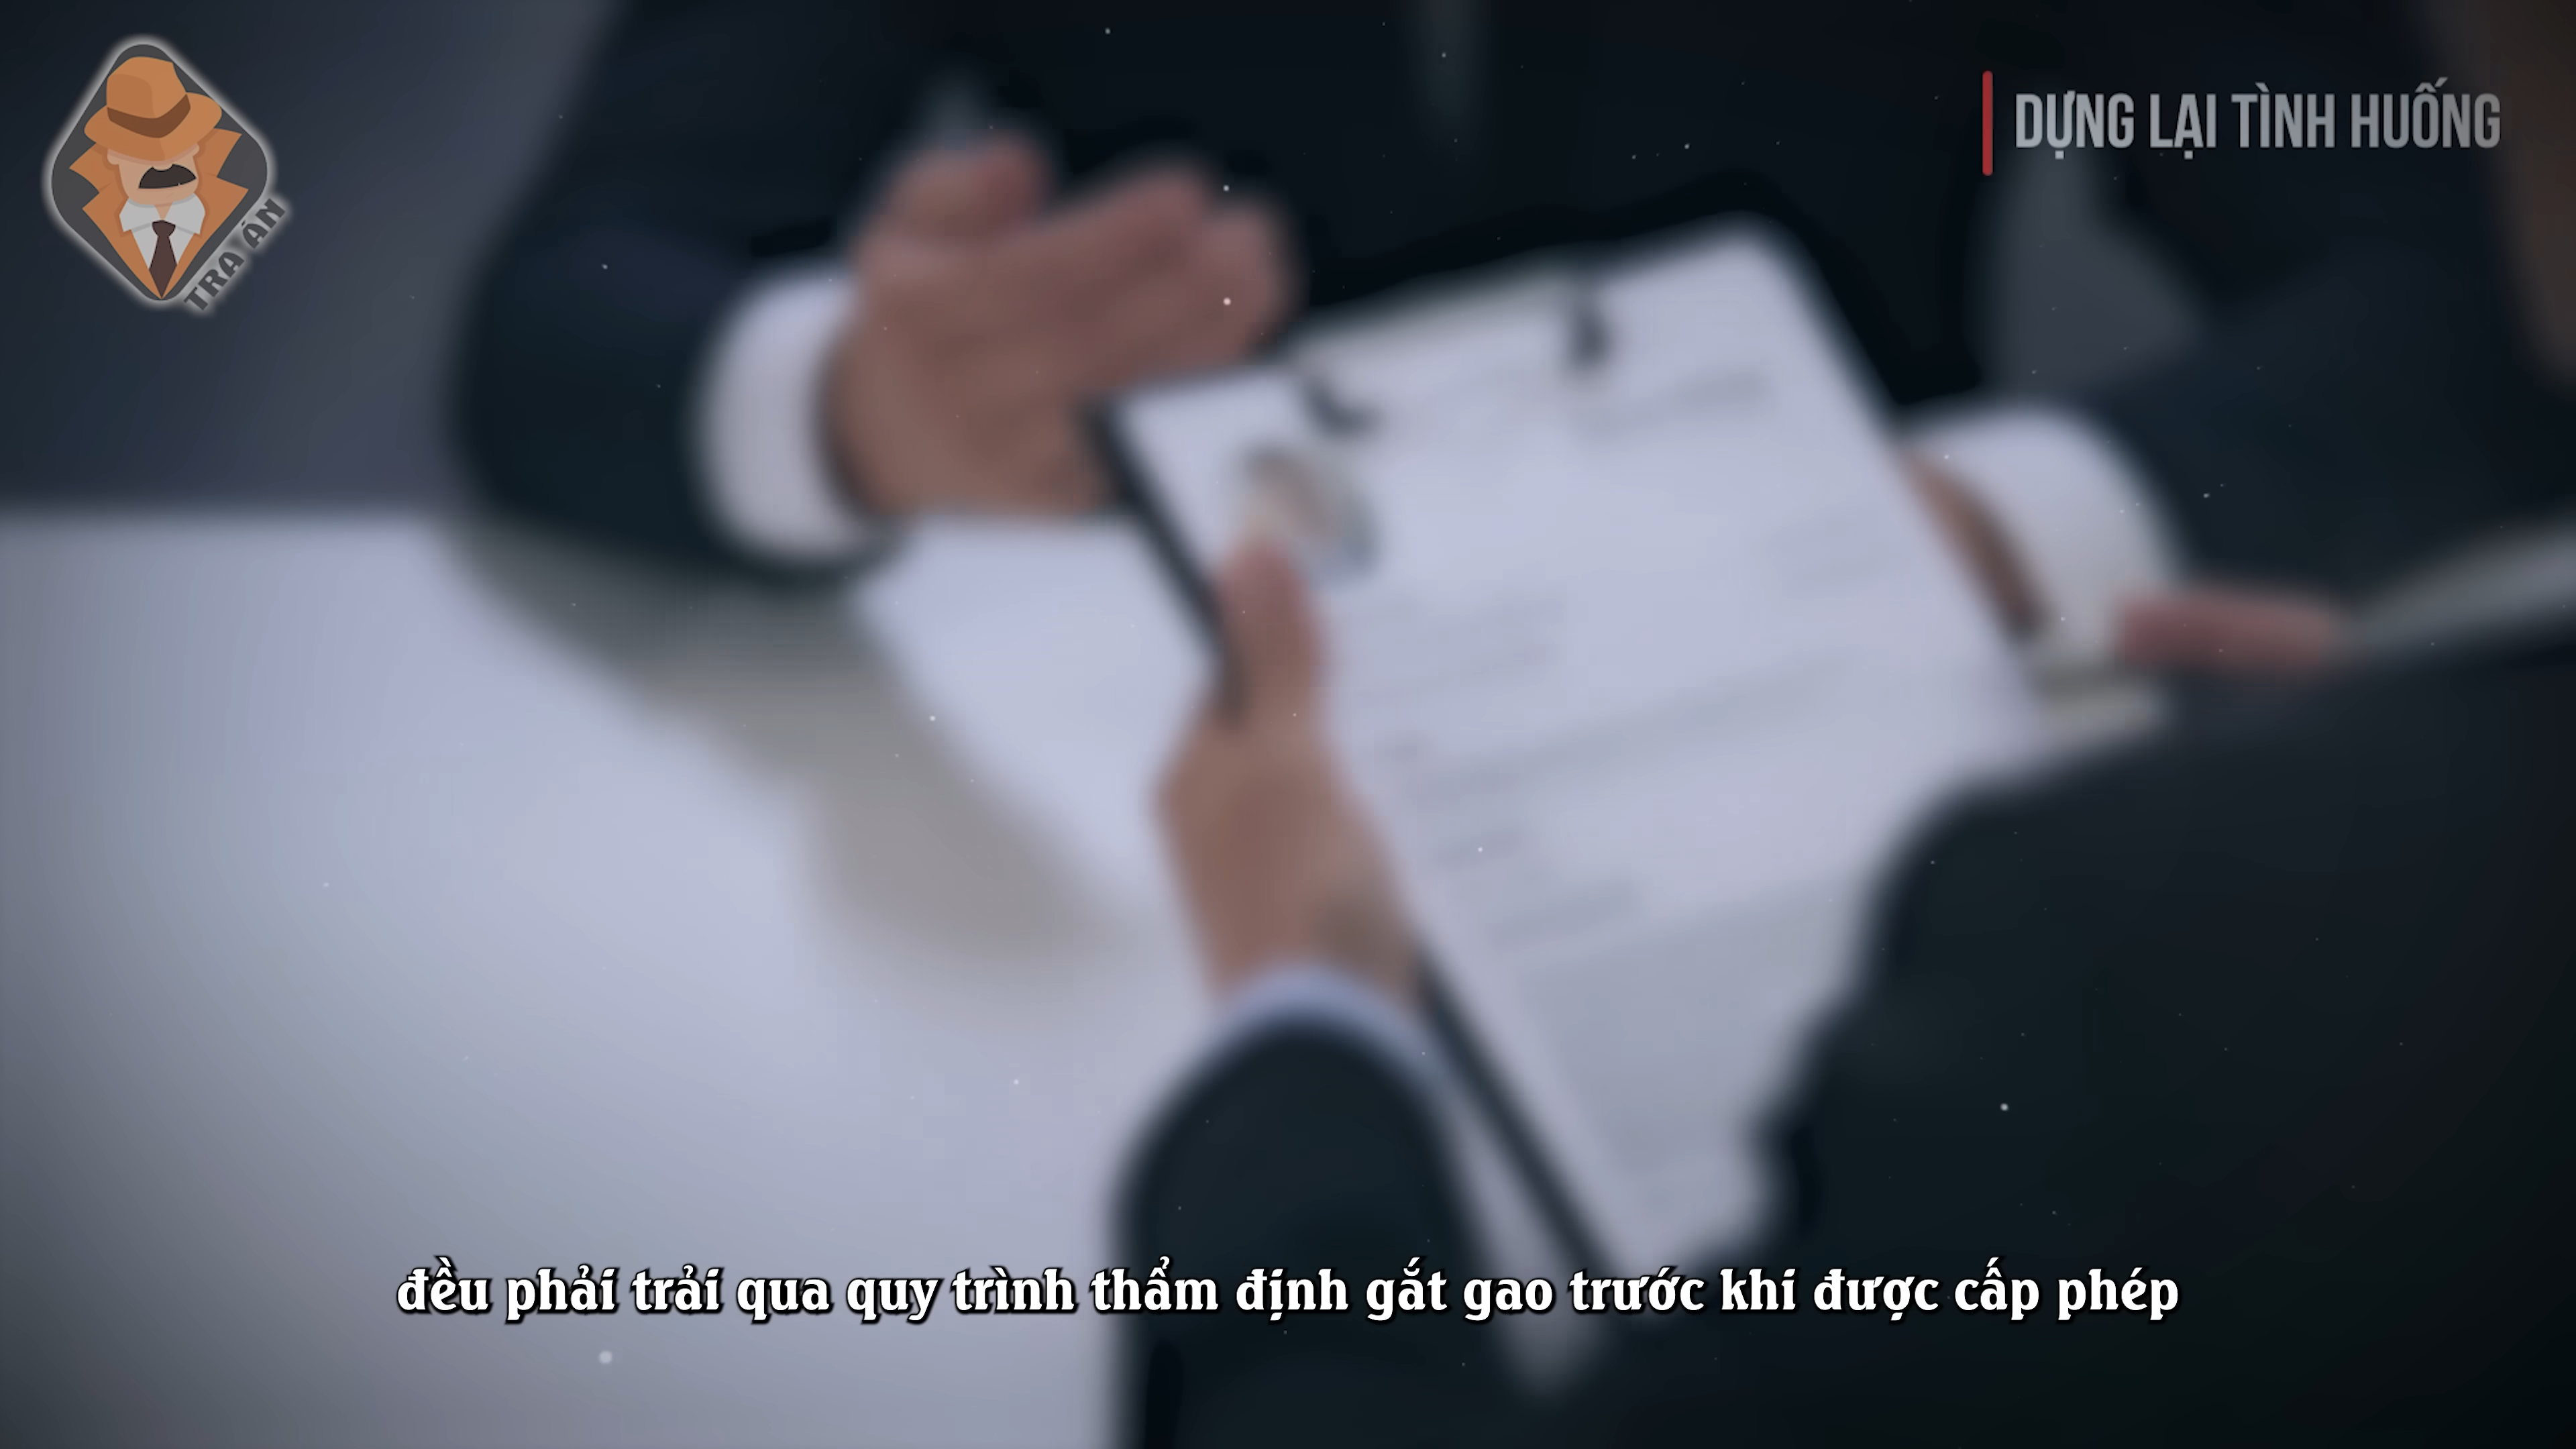 TRA ÁN
DỰNG LẠI TÌNH HUỐNG
đều phải trải qua quy trình thẩm định gắt gao trước khi được cấp phép